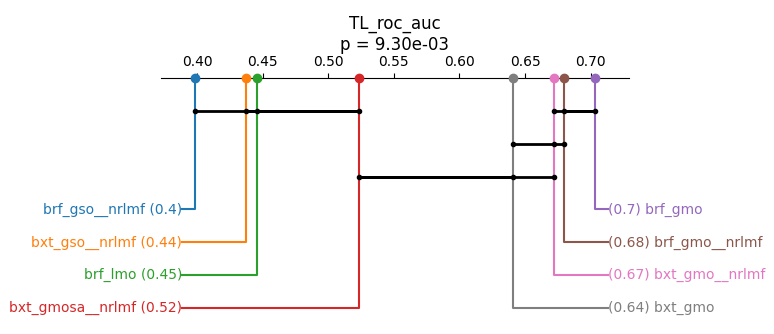 TL_roc_auc
p = 9.30e-03
0.40 0.45 0.50 0.55 0.60 0.65 0.70
brf_gso__nrlmf (0.4) (0.7) brf_gmo
bxt_gso__nrlmf (0.44) (0.68) brf_gmo__nrlmf
brf_lmo (0.45) (0.67) bxt_gmo__nrlmf
bxt_gmosa__nrlmf (0.52) (0.64) bxt_gmo